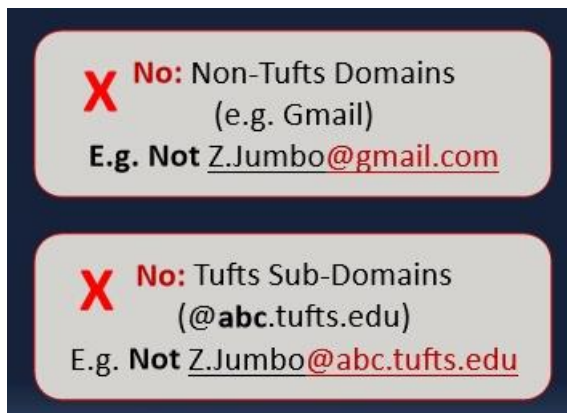 X No: Non-Tufts Domains
(e.g. Gmail)
E.g. Not Z.Jumbo@gmail.com
X No: Tufts Sub-Domains
(@abc.tufts.edu)
E.g. Not Z.Jumbo@abc.tufts.edu